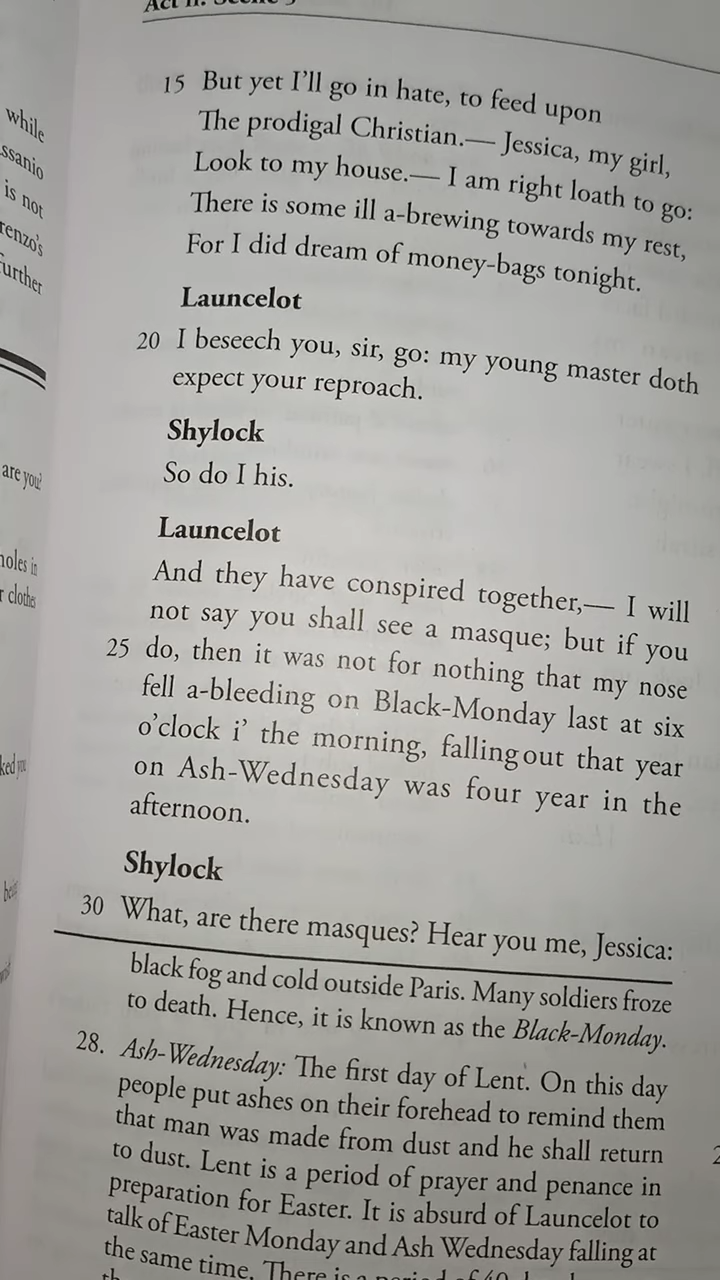 Act II: Scene 5
15 But yet I'll go in hate, to feed upon
The prodigal Christian.— Jessica, my girl,
Look to my house.— I am right loath to go:
There is some ill a-brewing towards my rest,
For I did dream of money-bags tonight.
Launcelot
20 I beseech you, sir, go: my young master doth
expect your reproach.
Shylock
So do I his.
Launcelot
And they have conspired together,— I will
not say you shall see a masque; but if you
25 do, then it was not for nothing that my nose
fell a-bleeding on Black-Monday last at six
o'clock i' the morning, falling out that year
on Ash-Wednesday was four year in the
afternoon.
Shylock
30 What, are there masques? Hear you me, Jessica:
black fog and cold outside Paris. Many soldiers froze
to death. Hence, it is known as the Black-Monday.
28. Ash-Wednesday: The first day of Lent. On this day
people put ashes on their forehead to remind them
that man was made from dust and he shall return
to dust. Lent is a period of prayer and penance in
preparation for Easter. It is absurd of Launcelot to
talk of Easter Monday and Ash Wednesday falling at
the same time. There is a period of 40
while
ssanio
is not
renzo's
further
are you?
holes in
r clothes
ked you